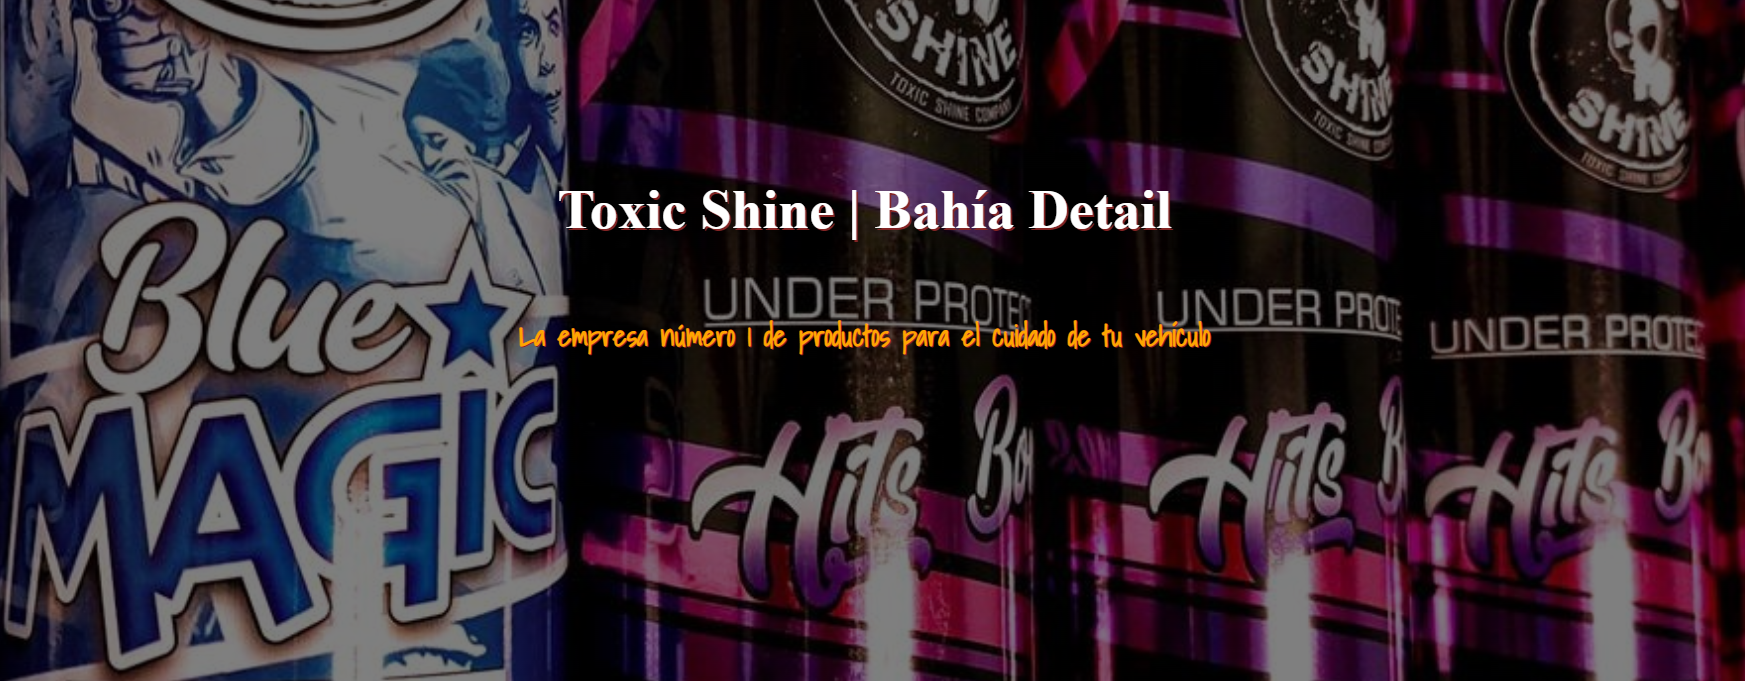 SHINE
TOXIC SHINE COMPANY
SHINE
TOXIC SHINE COMPANY
SHINE
TOXIC SHINE COMPANY
Toxic Shine | Bahía Detail
UNDER PROTEC
UNDER PROTE
UNDER PROTEC
La empresa número 1 de productos para el cuidado de tu vehículo
Blue
MAGIC
Hits Bo
Hits B
Hits Bo